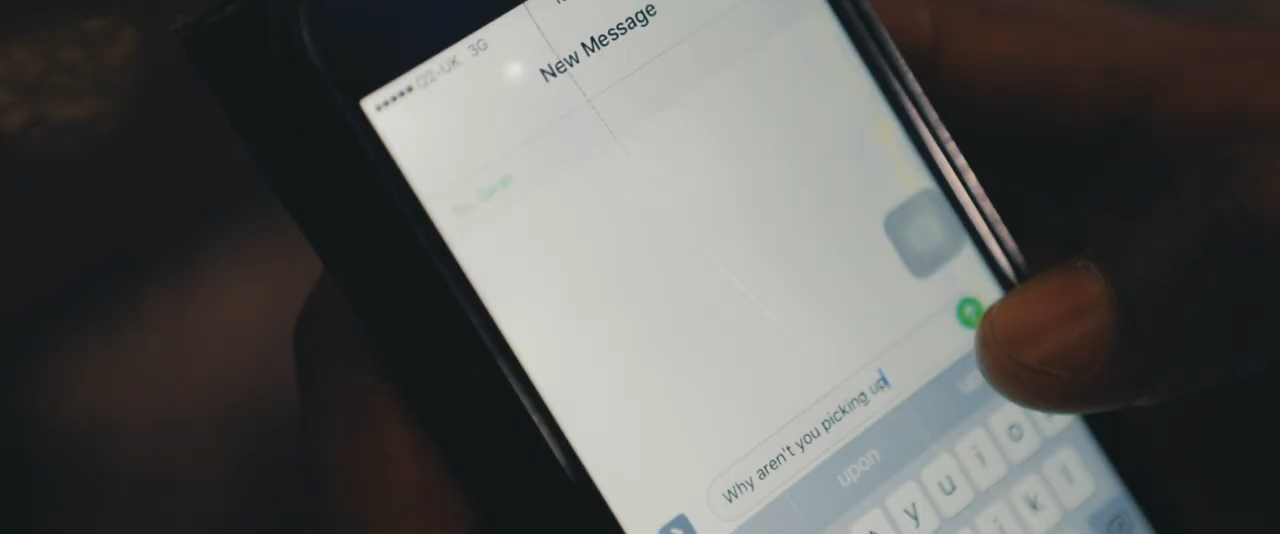 O2-UK 3G
New Message
Why aren't you picking up
upon
y u i o
k l